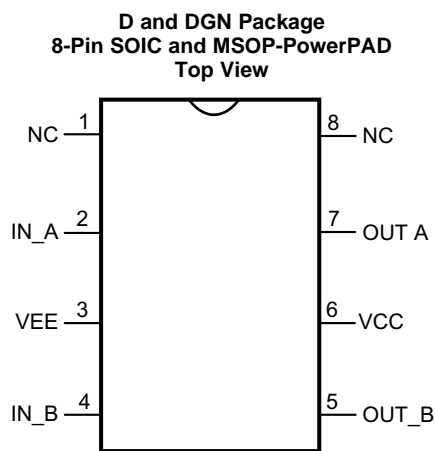 D and DGN Package
8-Pin SOIC and MSOP-PowerPAD
Top View
NC 1 8 NC
IN_A 2 7 OUT A
VEE 3 6 VCC
IN_B 4 5 OUT_B